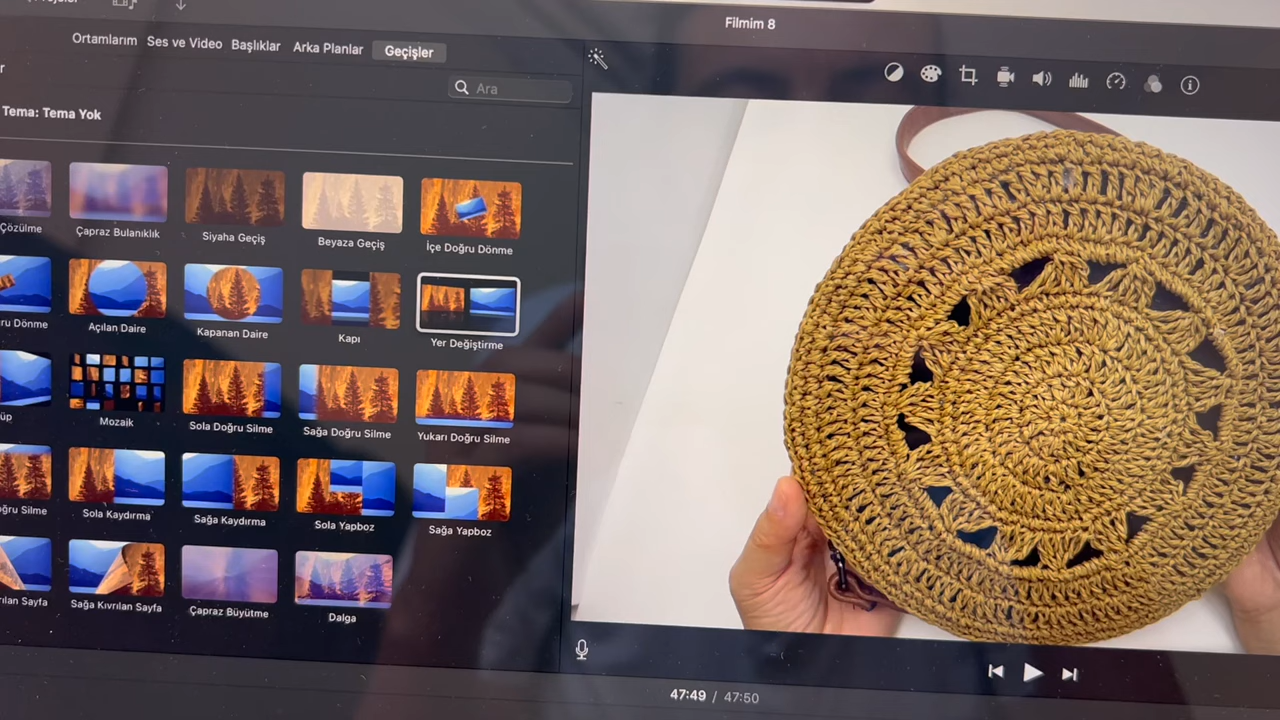 Filmim 8
Ortamlarım Ses ve Video Başlıklar Arka Planlar Geçişler
Ara
Tema: Tema Yok
Çözülme Çapraz Bulanıklık Siyaha Geçiş Beyaza Geçiş İçe Doğru Dönme
Dönme Açılan Daire Kapanan Daire Kapı Yer Değiştirme
Mozaik Sola Doğru Silme Sağa Doğru Silme Yukarı Doğru Silme
Silme Sola Kaydırma Sağa Kaydırma Sola Yapboz Sağa Yapboz
Sayfa Sağa Kıvrılan Sayfa Çapraz Büyütme Dalga
47:49 / 47:50